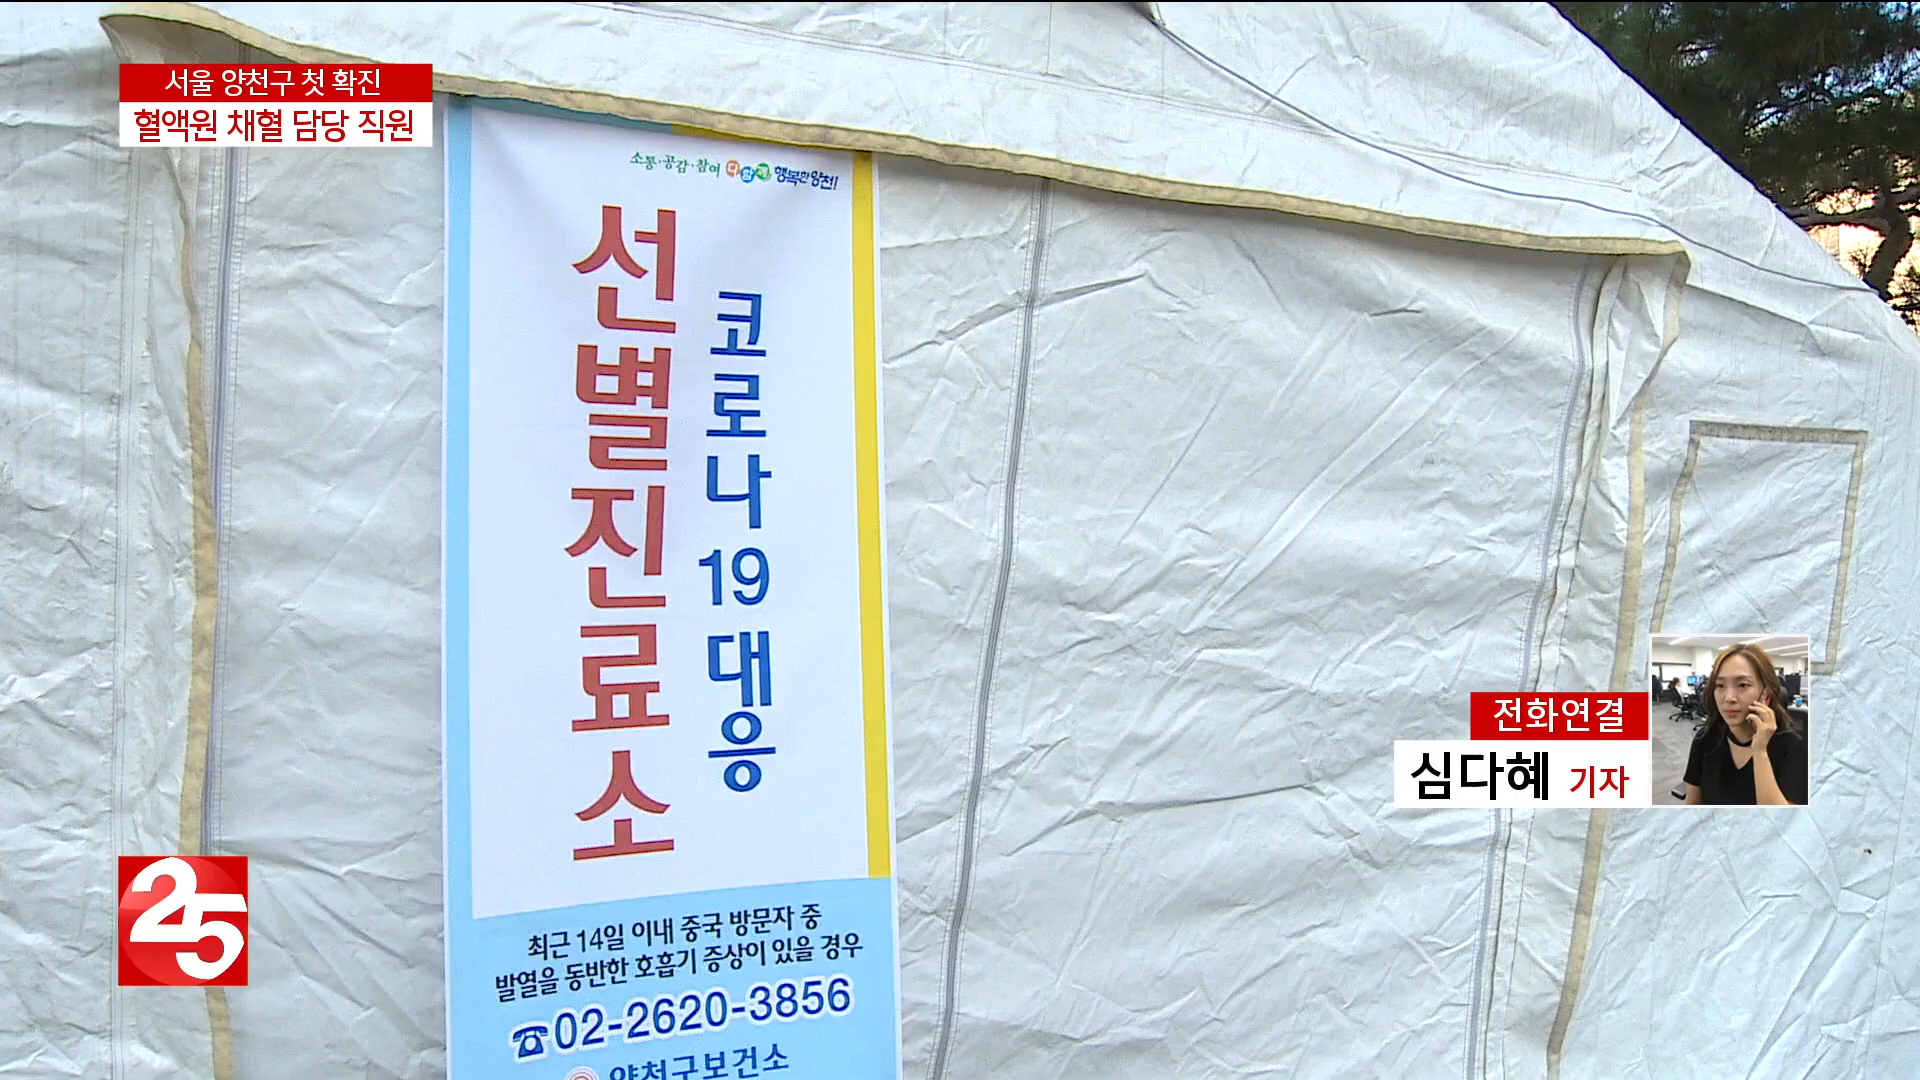 서울 양천구 첫 확진
혈액원 채혈 담당 직원
소통·공감·참여 다함께 행복한양천!
코로나19 대응
선별진료소
최근 14일 이내 중국 방문자 중
발열을 동반한 호흡기 증상이 있을 경우
☎02-2620-3856
양천구보건소
전화연결
심다혜 기자
25